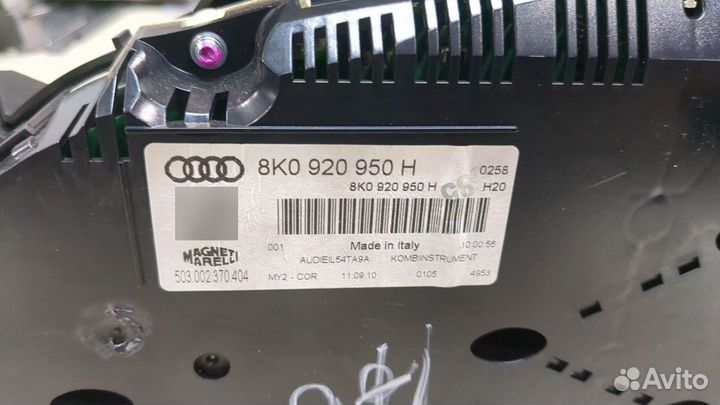 8K0 920 950 H
0258
8K0 920 950 H
H20
001
Made in Italy
10:00:56
MAGNETI
MARELLI
AUDIEIL54TA9A
KOMBIINSTRUMENT
503.002.370.404
MY2 - COR
11.09.10
0105
4953
Avito